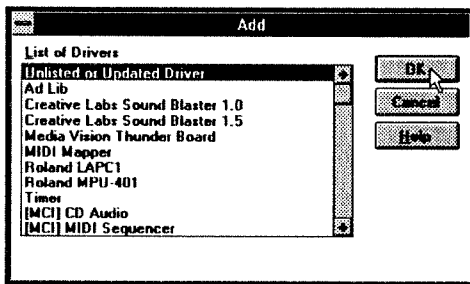 Add
List of Drivers
Unlisted or Updated Driver
Ad Lib
Creative Labs Sound Blaster 1.0
Creative Labs Sound Blaster 1.5
Media Vision Thunder Board
MIDI Mapper
Roland LAPC1
Roland MPU-401
Timer
[MCI] CD Audio
[MCI] MIDI Sequencer
OK
Cancel
Help